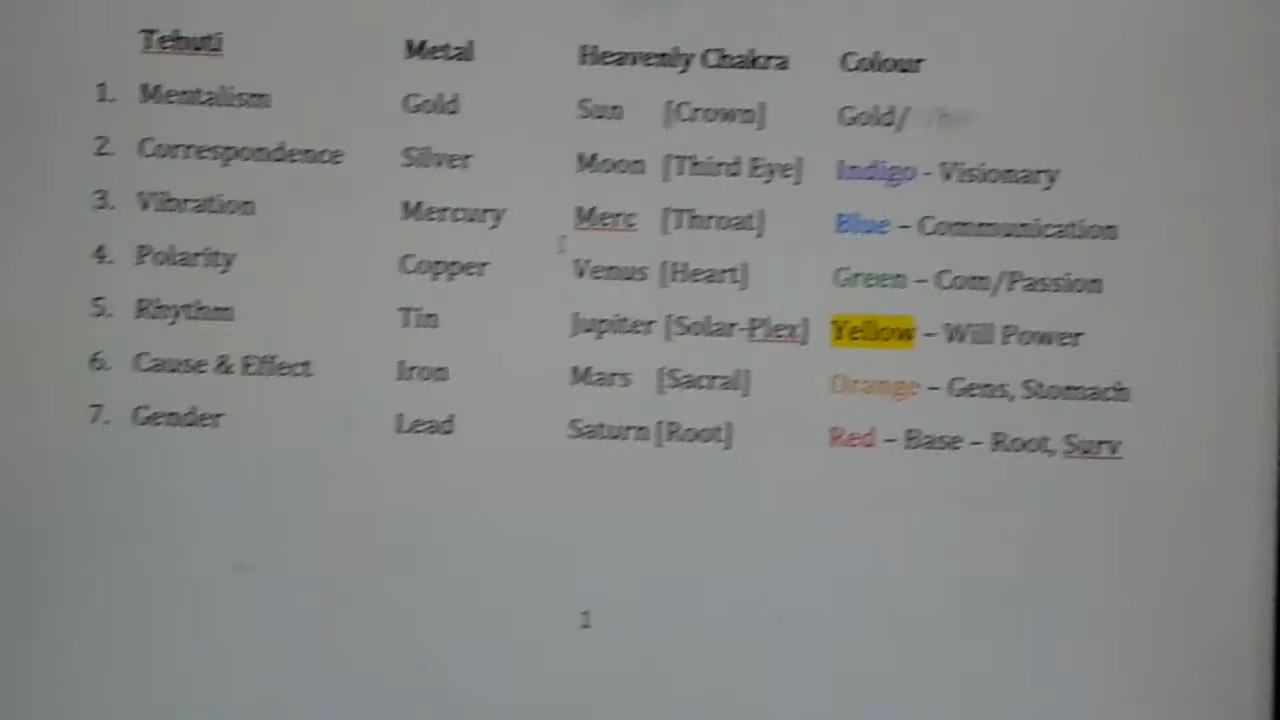 Tehuti Metal Heavenly Chakra Colour
1. Mentalism Gold Sun [Crown] Gold/
2. Correspondence Silver Moon [Third Eye] Indigo - Visionary
3. Vibration Mercury Merc [Throat] Blue – Communication
4. Polarity Copper Venus [Heart] Green – Com/Passion
5. Rhythm Tin Jupiter [Solar-Plex] Yellow – Will Power
6. Cause & Effect Iron Mars [Sacral] Orange – Gens, Stomach
7. Gender Lead Saturn [Root] Red – Base – Root, Surv
1